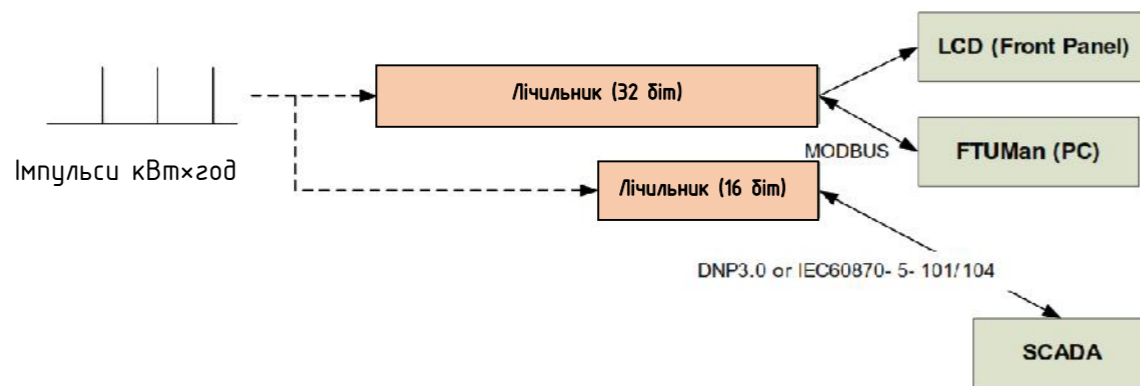 LCD (Front Panel)
Лічильник (32 біт)
MODBUS
FTUMan (PC)
Імпульси кВт×год
Лічильник (16 біт)
DNP3.0 or IEC60870- 5- 101/104
SCADA